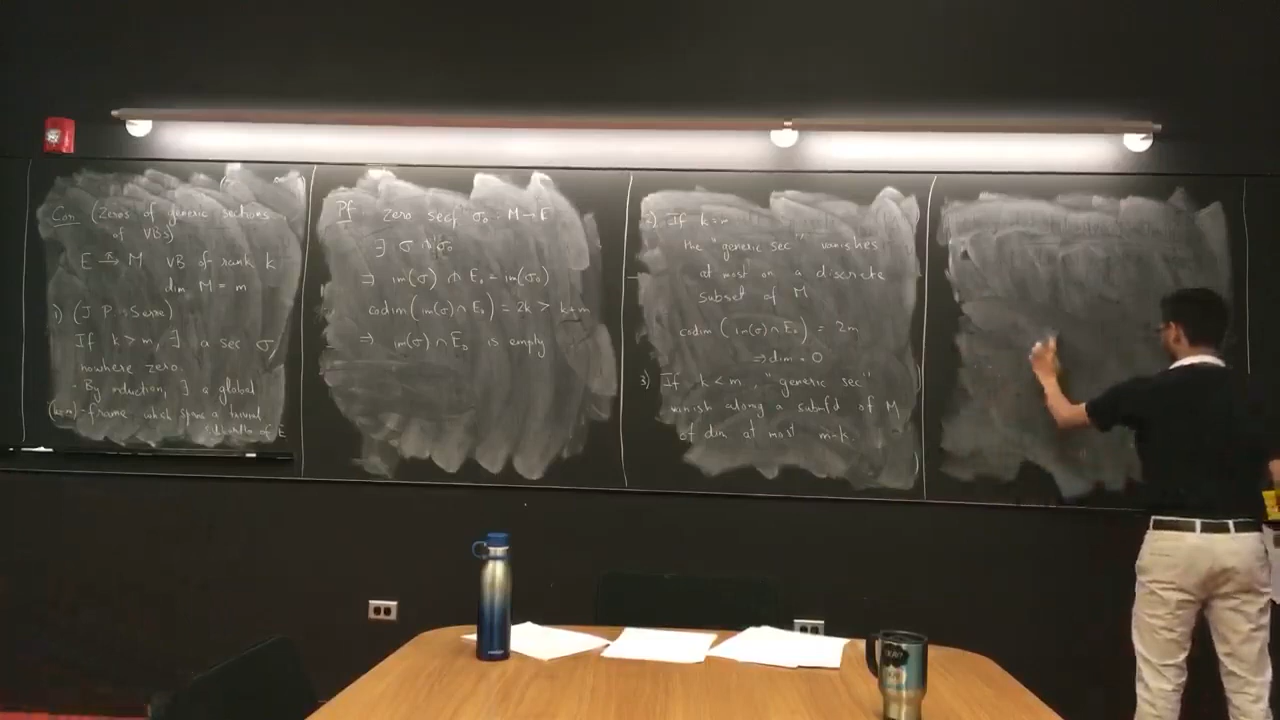 Cor (Zeros of generic sections
of VBs)
E →π M VB of rank k
dim M = m
1) (J P. Serre)
If k > m, ∃ a sec σ
nowhere zero.
- By induction, ∃ a global
(k-m)-frame, which spans a trivial
subbdle of E
Pf: zero secⁿ σ₀ : M → E
∃ σ ⋔ σ₀
⇒ im(σ) ⋔ E₀ = im(σ₀)
codim (im(σ) ∩ E₀) = 2k > k+m
⇒ im(σ) ∩ E₀ is empty
2) If k = m
the "generic sec" vanishes
at most on a discrete
subset of M
codim (im(σ) ∩ E₀) = 2m
⇒ dim = 0
3) If k < m, "generic sec"
vanish along a submfd of M
of dim at most m-k.